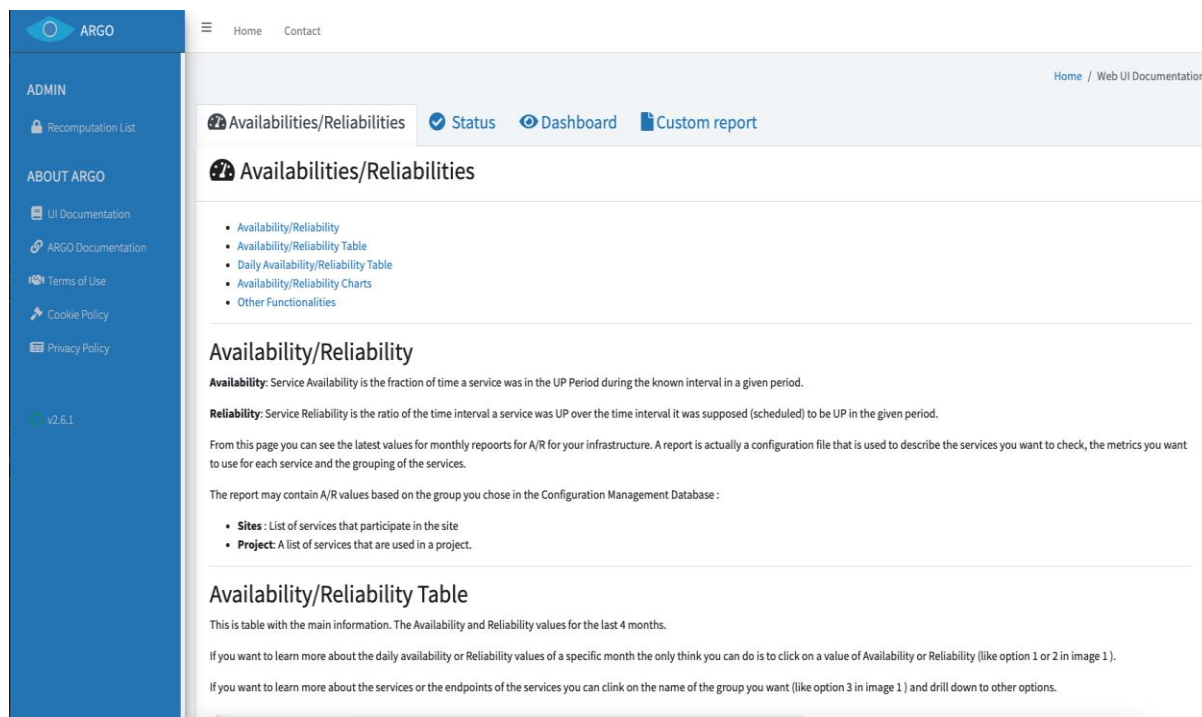 ARGO
Home Contact
Home / Web UI Documentation
ADMIN
Recomputation List
ABOUT ARGO
UI Documentation
ARGO Documentation
Terms of Use
Cookie Policy
Privacy Policy
v2.6.1
Availabilities/Reliabilities Status Dashboard Custom report
Availabilities/Reliabilities
• Availability/Reliability
• Availability/Reliability Table
• Daily Availability/Reliability Table
• Availability/Reliability Charts
• Other Functionalities
Availability/Reliability
Availability: Service Availability is the fraction of time a service was in the UP Period during the known interval in a given period.
Reliability: Service Reliability is the ratio of the time interval a service was UP over the time interval it was supposed (scheduled) to be UP in the given period.
From this page you can see the latest values for monthly repoorts for A/R for your infrastructure. A report is actually a configuration file that is used to describe the services you want to check, the metrics you want
to use for each service and the grouping of the services.
The report may contain A/R values based on the group you chose in the Configuration Management Database :
• Sites : List of services that participate in the site
• Project: A list of services that are used in a project.
Availability/Reliability Table
This is table with the main information. The Availability and Reliability values for the last 4 months.
If you want to learn more about the daily availability or Reliability values of a specific month the only think you can do is to click on a value of Availability or Reliability (like option 1 or 2 in image 1 ).
If you want to learn more about the services or the endpoints of the services you can clink on the name of the group you want (like option 3 in image 1 ) and drill down to other options.